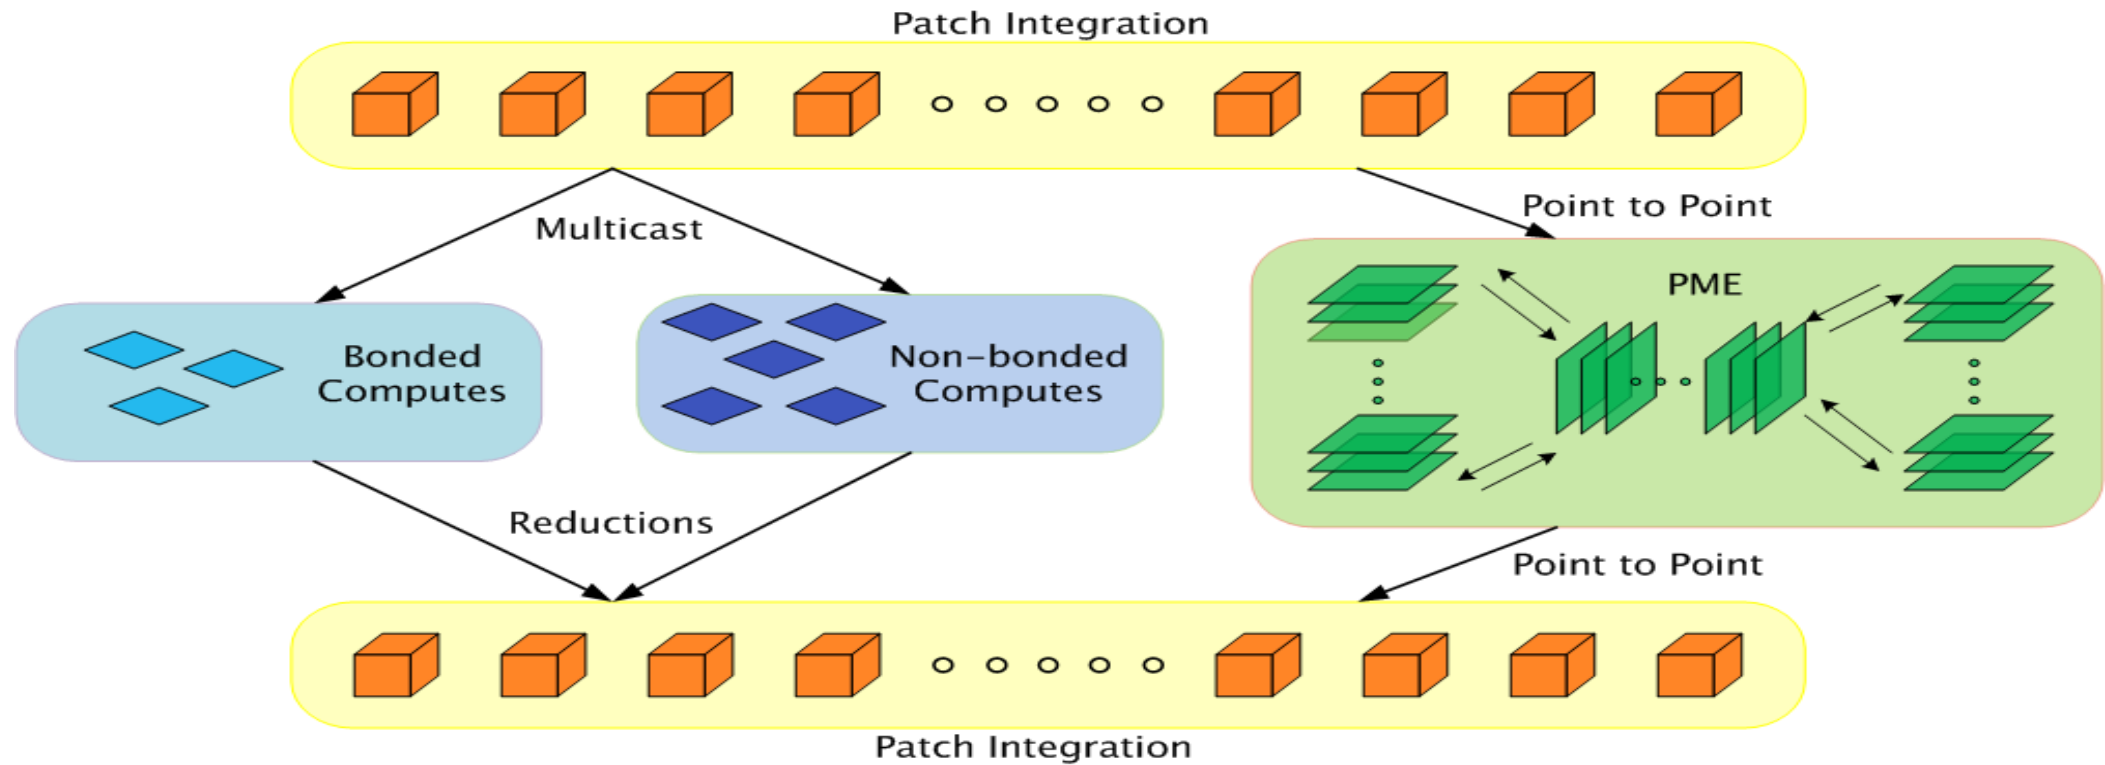 Patch Integration
Multicast
Point to Point
PME
Bonded
Computes
Non-bonded
Computes
Reductions
Point to Point
Patch Integration